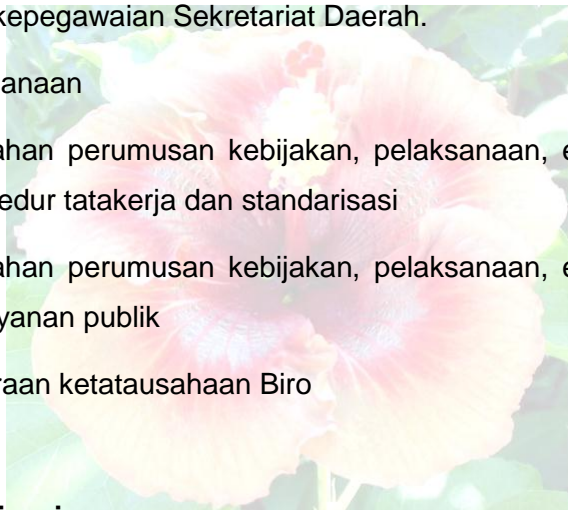 kepegawaian Sekretariat Daerah.
anaan
ahan perumusan kebijakan, pelaksanaan, e
edur tatakerja dan standarisasi
ahan perumusan kebijakan, pelaksanaan, e
yanan publik
raan ketatausahaan Biro